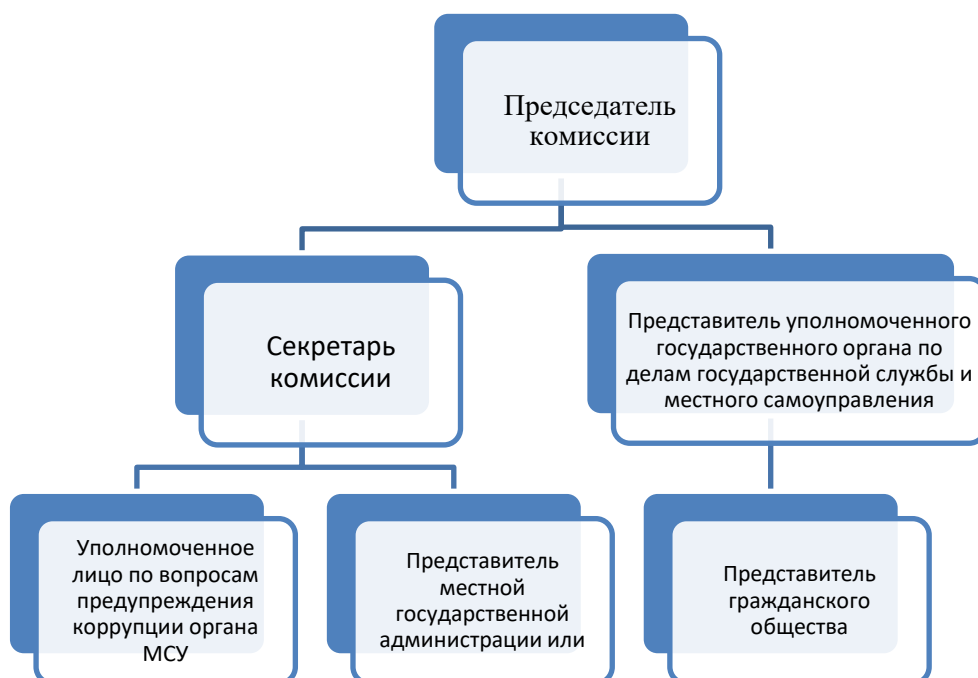 Председатель
комиссии
Секретарь
комиссии
Представитель уполномоченного
государственного органа по
делам государственной службы и
местного самоуправления
Уполномоченное
лицо по вопросам
предупреждения
коррупции органа
МСУ
Представитель
местной
государственной
администрации или
Представитель
гражданского
общества